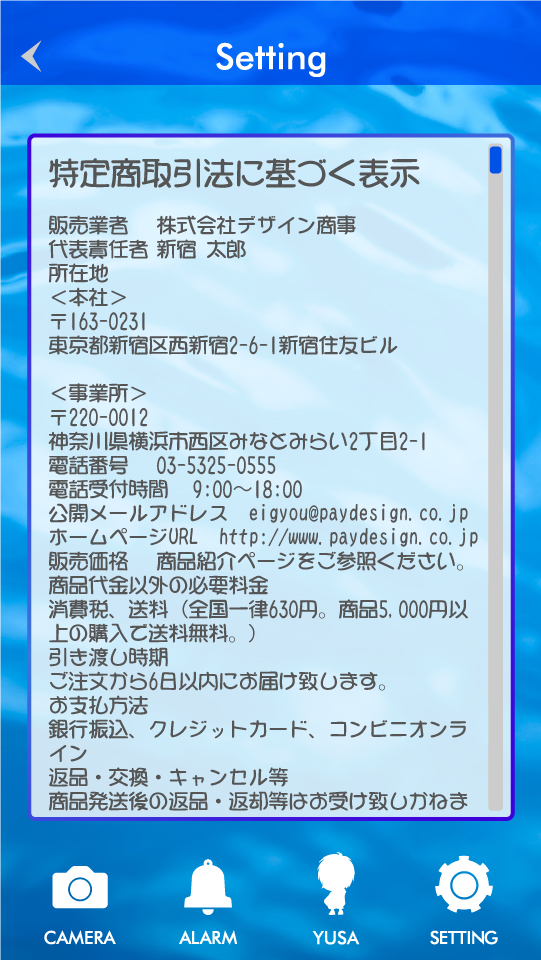 Setting
特定商取引法に基づく表示
販売業者　株式会社デザイン商事
代表責任者 新宿 太郎
所在地
＜本社＞
〒163-0231
東京都新宿区西新宿2-6-1新宿住友ビル
＜事業所＞
〒220-0012
神奈川県横浜市西区みなとみらい2丁目2-1
電話番号　03-5325-0555
電話受付時間　9:00～18:00
公開メールアドレス　eigyou@paydesign.co.jp
ホームページURL　http://www.paydesign.co.jp
販売価格　商品紹介ページをご参照ください。
商品代金以外の必要料金
消費税、送料（全国一律630円。商品5,000円以
上の購入で送料無料。）
引き渡し時期
ご注文から6日以内にお届け致します。
お支払方法
銀行振込、クレジットカード、コンビニオンラ
イン
返品・交換・キャンセル等
商品発送後の返品・返却等はお受け致しかねま
CAMERA
ALARM
YUSA
SETTING